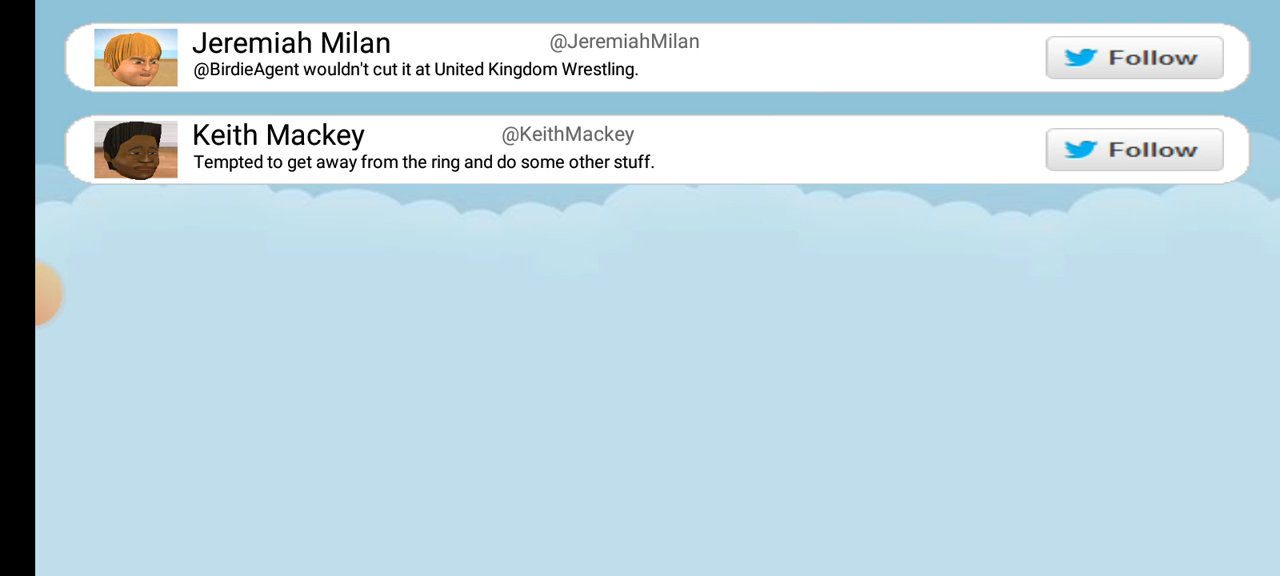 Jeremiah Milan @JeremiahMilan
@BirdieAgent wouldn't cut it at United Kingdom Wrestling.
Follow
Keith Mackey @KeithMackey
Tempted to get away from the ring and do some other stuff.
Follow